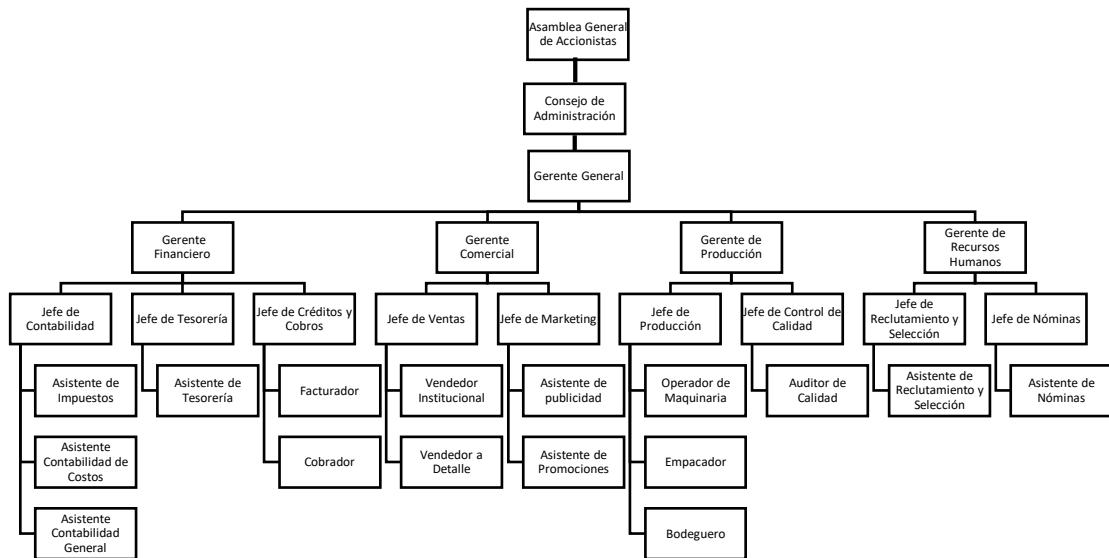 Asamblea General
de Accionistas
Consejo de
Administración
Gerente General
Gerente
Financiero
Gerente
Comercial
Gerente de
Producción
Gerente de
Recursos
Humanos
Jefe de
Contabilidad
Jefe de Tesorería
Jefe de Créditos y
Cobros
Jefe de Ventas
Jefe de Marketing
Jefe de
Producción
Jefe de Control de
Calidad
Jefe de
Reclutamiento y
Selección
Jefe de Nóminas
Asistente de
Impuestos
Asistente de
Tesorería
Facturador
Vendedor
Institucional
Asistente de
publicidad
Operador de
Maquinaria
Auditor de
Calidad
Asistente de
Reclutamiento y
Selección
Asistente de
Nóminas
Asistente
Contabilidad de
Costos
Cobrador
Vendedor a
Detalle
Asistente de
Promociones
Empacador
Asistente
Contabilidad
General
Bodeguero